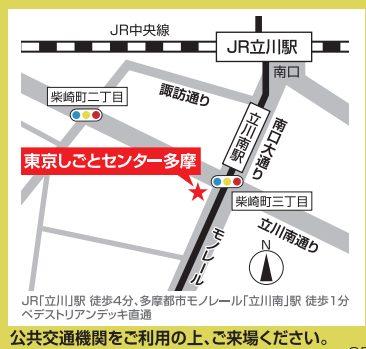 JR中央線
JR立川駅
南口
柴崎町二丁目
諏訪通り
立川南駅
南口大通り
東京しごとセンター多摩
柴崎町三丁目
立川南通り
モノレール
N
JR「立川」駅 徒歩4分、多摩都市モノレール「立川南」駅 徒歩1分
ペデストリアンデッキ直通
公共交通機関をご利用の上、ご来場ください。